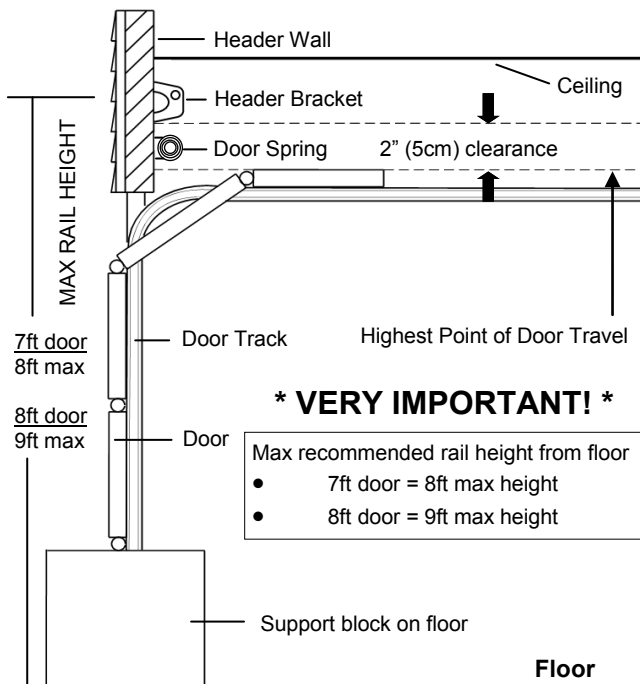 Header Wall
Ceiling
Header Bracket
Door Spring
2” (5cm) clearance
MAX RAIL HEIGHT
7ft door
8ft max
Door Track
Highest Point of Door Travel
* VERY IMPORTANT! *
8ft door
9ft max
Door
Max recommended rail height from floor
● 7ft door = 8ft max height
● 8ft door = 9ft max height
Support block on floor
Floor